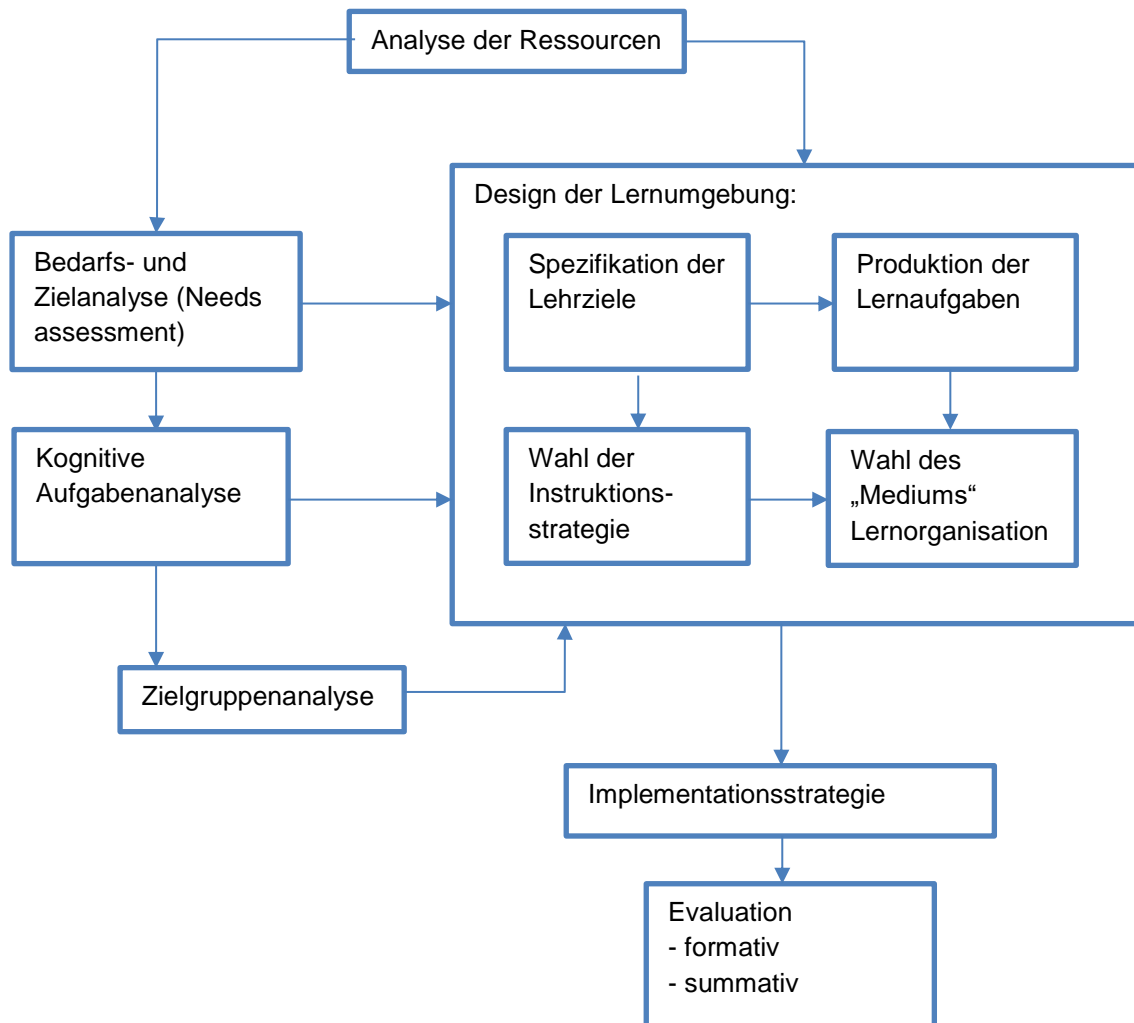 Analyse der Ressourcen
Design der Lernumgebung:
Bedarfs- und
Zielanalyse (Needs
assessment)
Spezifikation der
Lehrziele
Produktion der
Lernaufgaben
Kognitive
Aufgabenanalyse
Wahl der
Instruktions-
strategie
Wahl des
„Mediums“
Lernorganisation
Zielgruppenanalyse
Implementationsstrategie
Evaluation
- formativ
- summativ